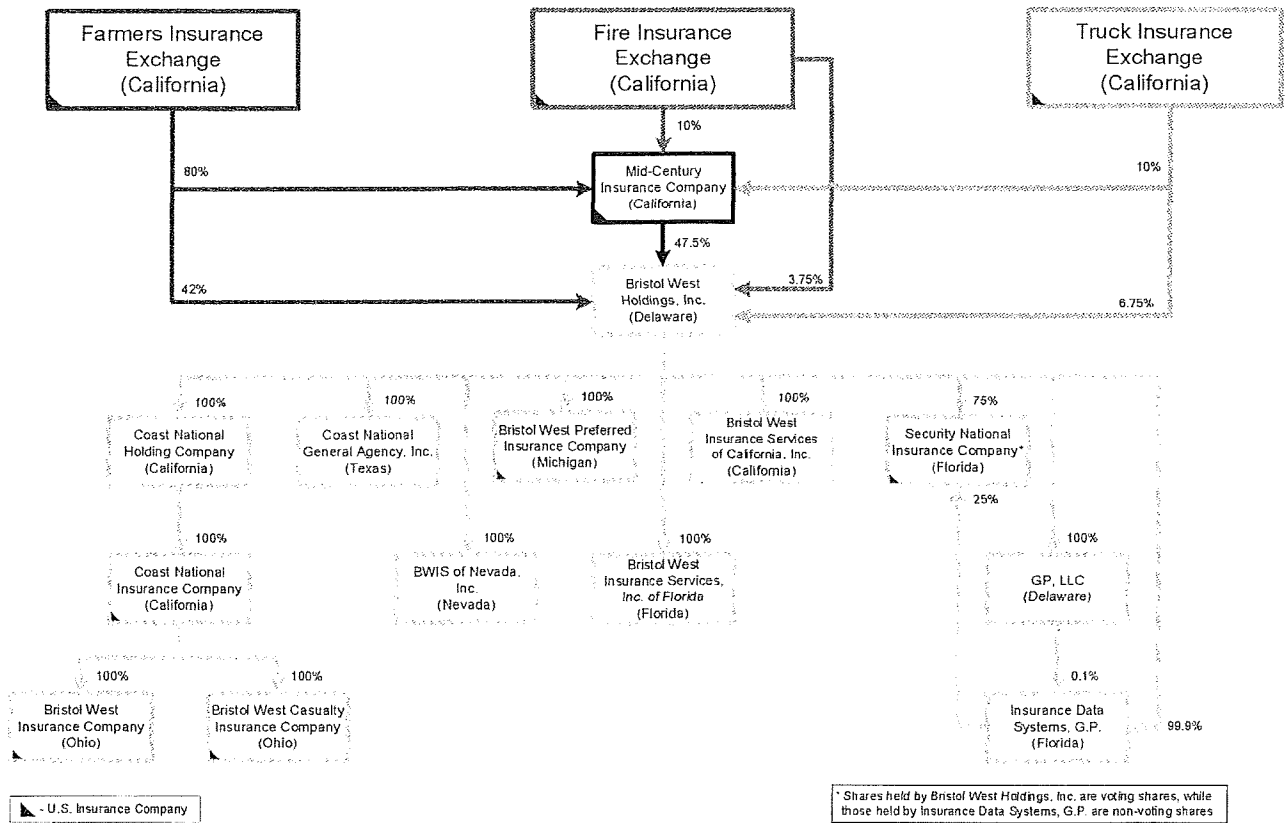 Farmers Insurance
Exchange
(California)
Fire Insurance
Exchange
(California)
Truck Insurance
Exchange
(California)
10%
80%
Mid-Century
Insurance Company
(California)
10%
47.5%
42%
Bristol West
Holdings, Inc.
(Delaware)
3.75%
6.75%
100%
Coast National
Holding Company
(California)
100%
Coast National
General Agency, Inc.
(Texas)
100%
Bristol West Preferred
Insurance Company
(Michigan)
100%
Bristol West
Insurance Services
of California, Inc.
(California)
75%
Security National
Insurance Company*
(Florida)
25%
100%
Coast National
Insurance Company
(California)
100%
BWIS of Nevada,
Inc.
(Nevada)
100%
Bristol West
Insurance Services,
Inc. of Florida
(Florida)
100%
GP, LLC
(Delaware)
100%
Bristol West
Insurance Company
(Ohio)
100%
Bristol West Casualty
Insurance Company
(Ohio)
0.1%
Insurance Data
Systems, G.P.
(Florida)
99.9%
- U.S. Insurance Company
* Shares held by Bristol West Holdings, Inc. are voting shares, while
those held by Insurance Data Systems, G.P. are non-voting shares